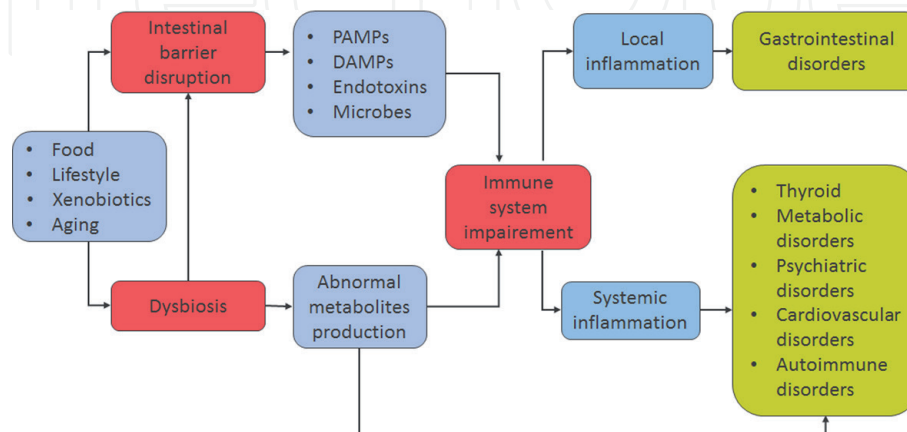 Intestinal
barrier
disruption
• PAMPs
• DAMPs
• Endotoxins
• Microbes
Local
inflammation
Gastrointestinal
disorders
• Food
• Lifestyle
• Xenobiotics
• Aging
Immune
system
impairement
• Thyroid
• Metabolic
disorders
• Psychiatric
disorders
• Cardiovascular
disorders
• Autoimmune
disorders
Dysbiosis
Abnormal
metabolites
production
Systemic
inflammation